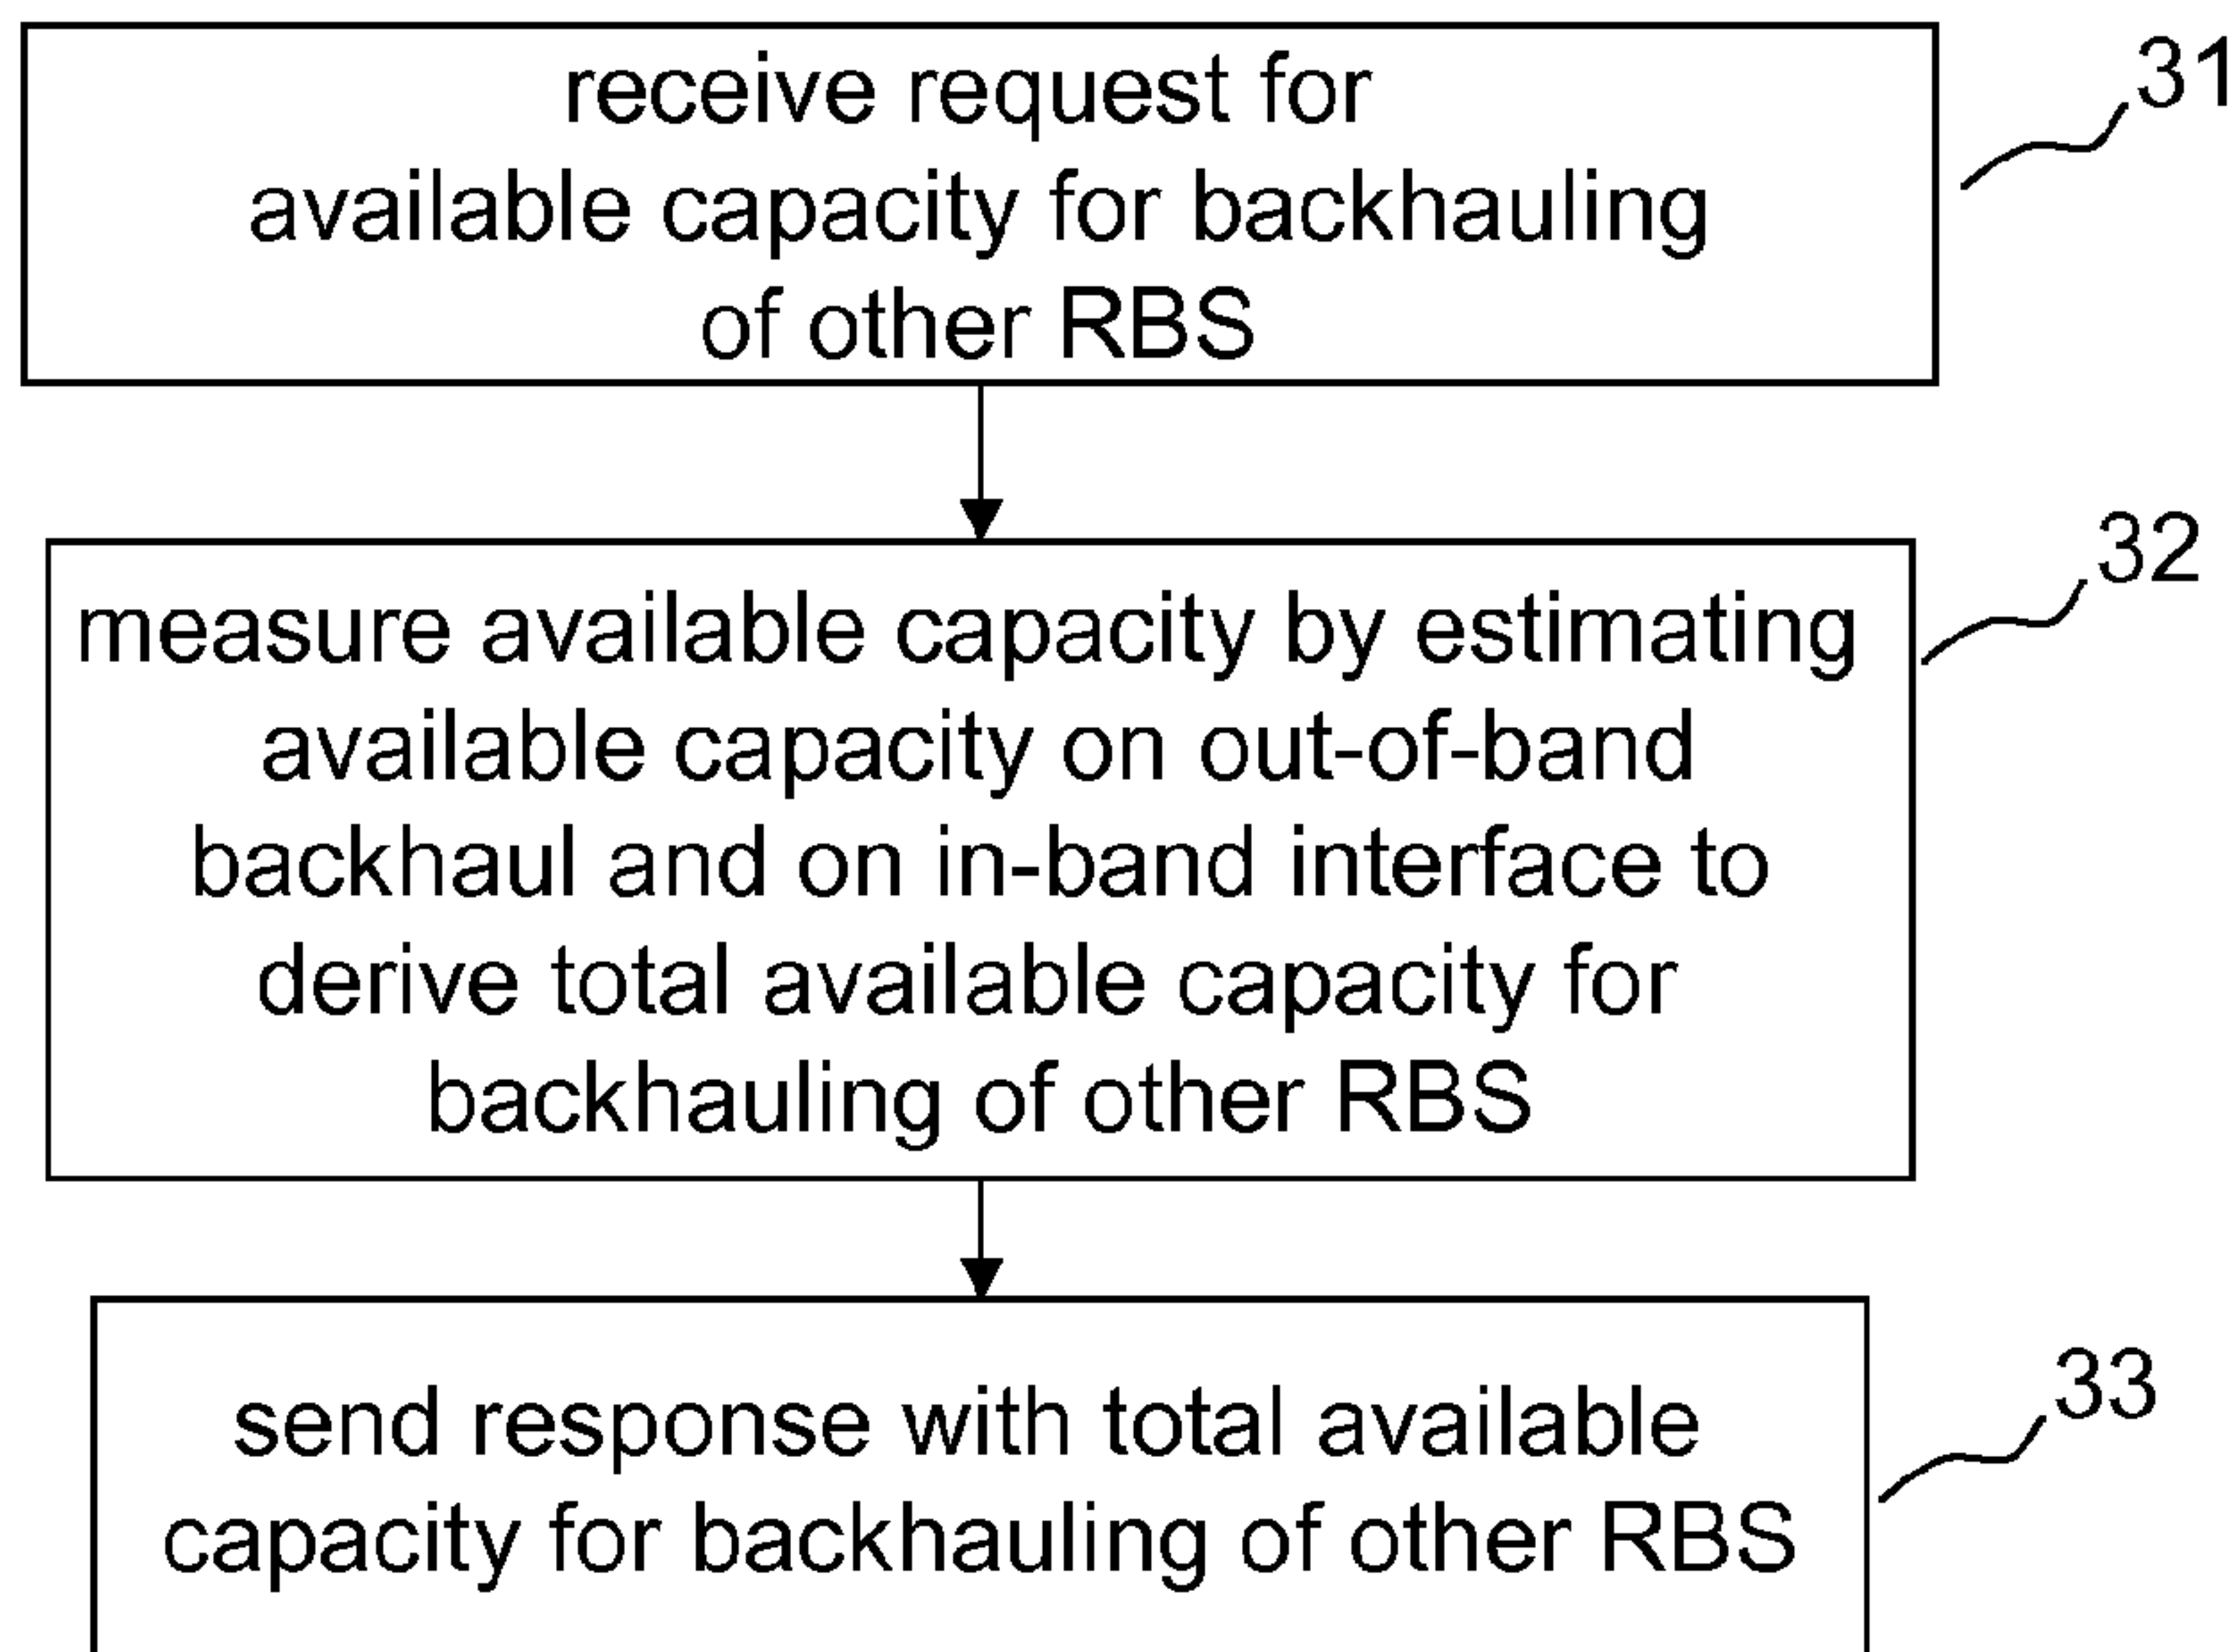 receive request for
available capacity for backhauling
of other RBS
31
measure available capacity by estimating
available capacity on out-of-band
backhaul and on in-band interface to
derive total available capacity for
backhauling of other RBS
32
send response with total available
capacity for backhauling of other RBS
33